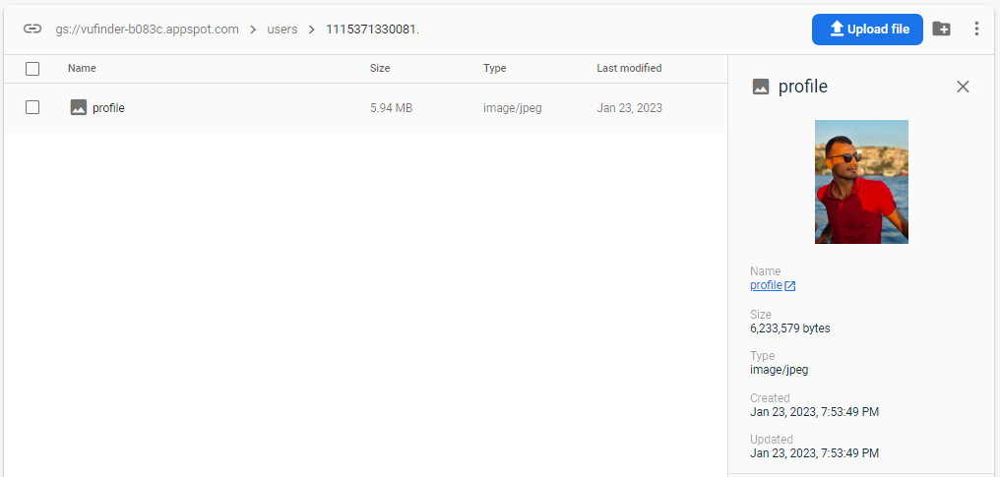 gs://vufinder-b083c.appspot.com > users > 1115371330081.
Upload file
Name Size Type Last modified
profile 5.94 MB image/jpeg Jan 23, 2023
profile
Name
profile
Size
6,233,579 bytes
Type
image/jpeg
Created
Jan 23, 2023, 7:53:49 PM
Updated
Jan 23, 2023, 7:53:49 PM